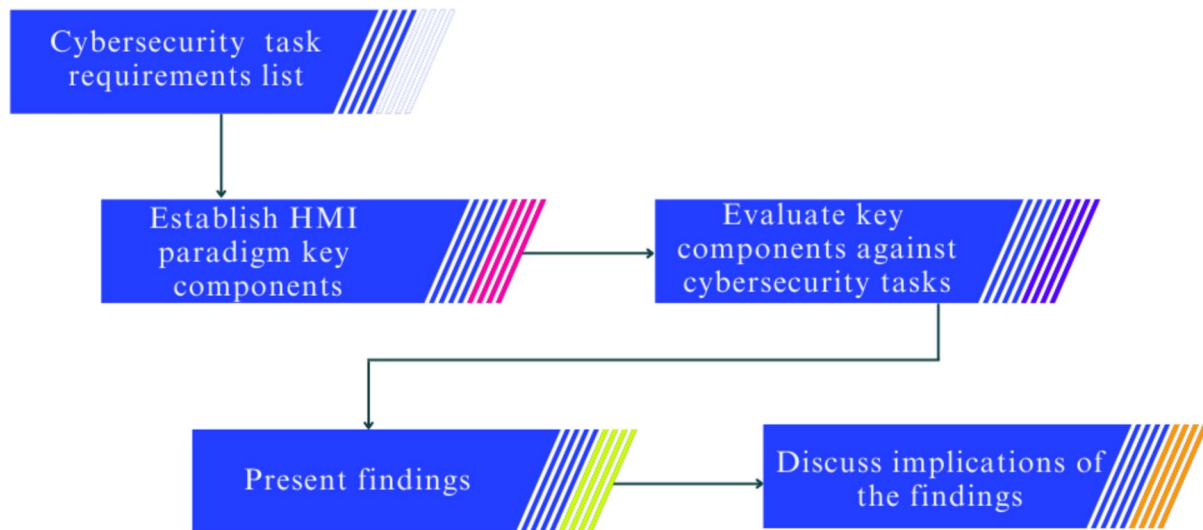 Cybersecurity task
requirements list
Establish HMI
paradigm key
components
Evaluate key
components against
cybersecurity tasks
Present findings
Discuss implications of
the findings